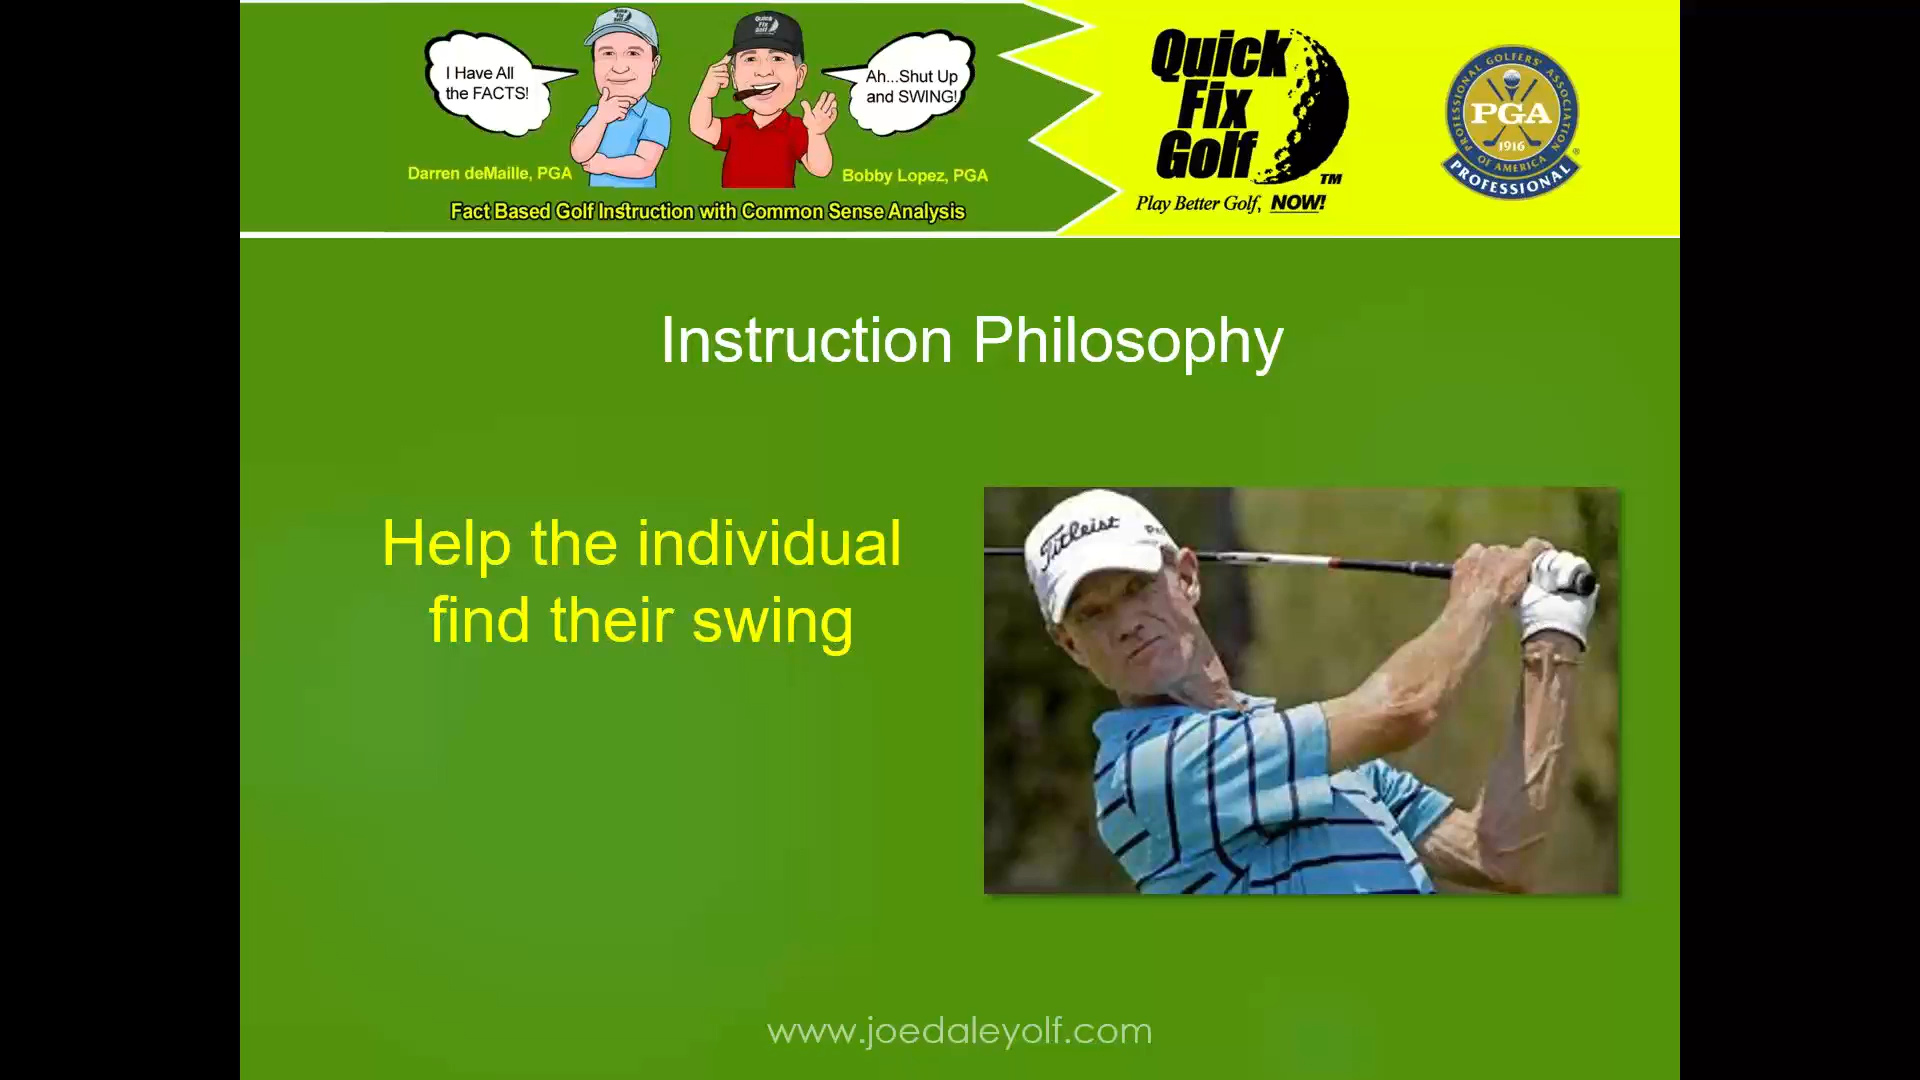 I Have All
the FACTS!
Ah...Shut Up
and SWING!
Darren deMaille, PGA
Bobby Lopez, PGA
Fact Based Golf Instruction with Common Sense Analysis
Quick
Fix
Golf
TM
Play Better Golf, NOW!
PROFESSIONAL GOLFERS' ASSOCIATION
PGA
1916
OF AMERICA
PROFESSIONAL
Instruction Philosophy
Help the individual
find their swing
Titleist
www.joedaleyolf.com